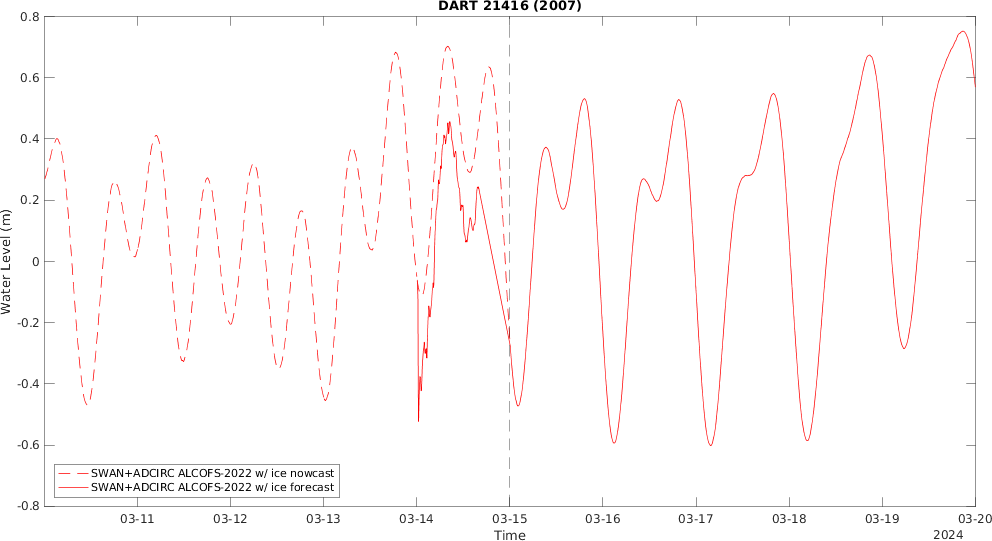 DART 21416 (2007)
0.8
0.6
0.4
0.2
0
-0.2
-0.4
-0.6
-0.8
Water Level (m)
SWAN+ADCIRC ALCOFS-2022 w/ ice nowcast
SWAN+ADCIRC ALCOFS-2022 w/ ice forecast
03-11 03-12 03-13 03-14 03-15 03-16 03-17 03-18 03-19 03-20
Time
2024